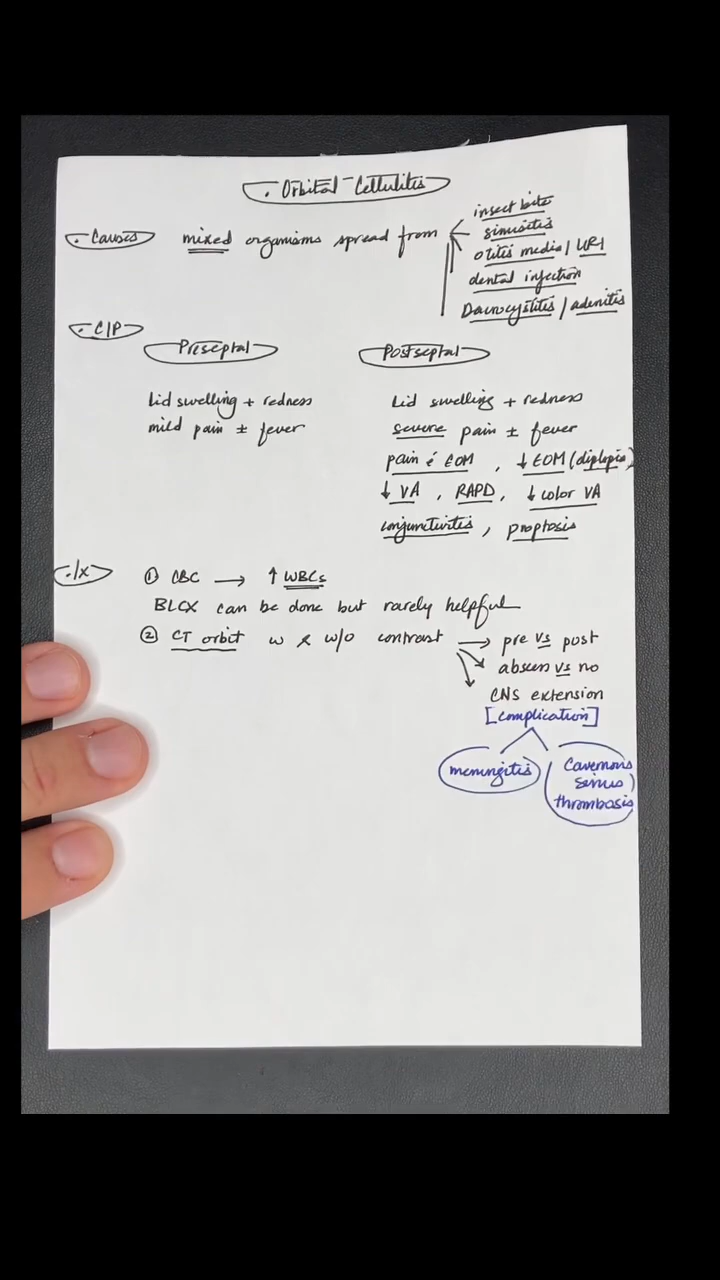 . Orbital Cellulitis
. Causes mixed organisms spread from
insect bite
sinusitis
otitis media / URI
dental infection
Dacrocystitis / adenitis
. C/P
Preseptal
Lid swelling + redness
mild pain ± fever
Postseptal
Lid swelling + redness
severe pain ± fever
pain c̄ EOM , ↓ EOM (diplopia)
↓ VA , RAPD , ↓ color VA
conjunctivitis , proptosis
. Ix ① CBC → ↑ WBCs
BLCX can be done but rarely helpful
② CT orbit w & w/o contrast → pre vs post
abscess vs no
CNS extension
[complication]
meningitis
Cavernous
sinus
thrombosis